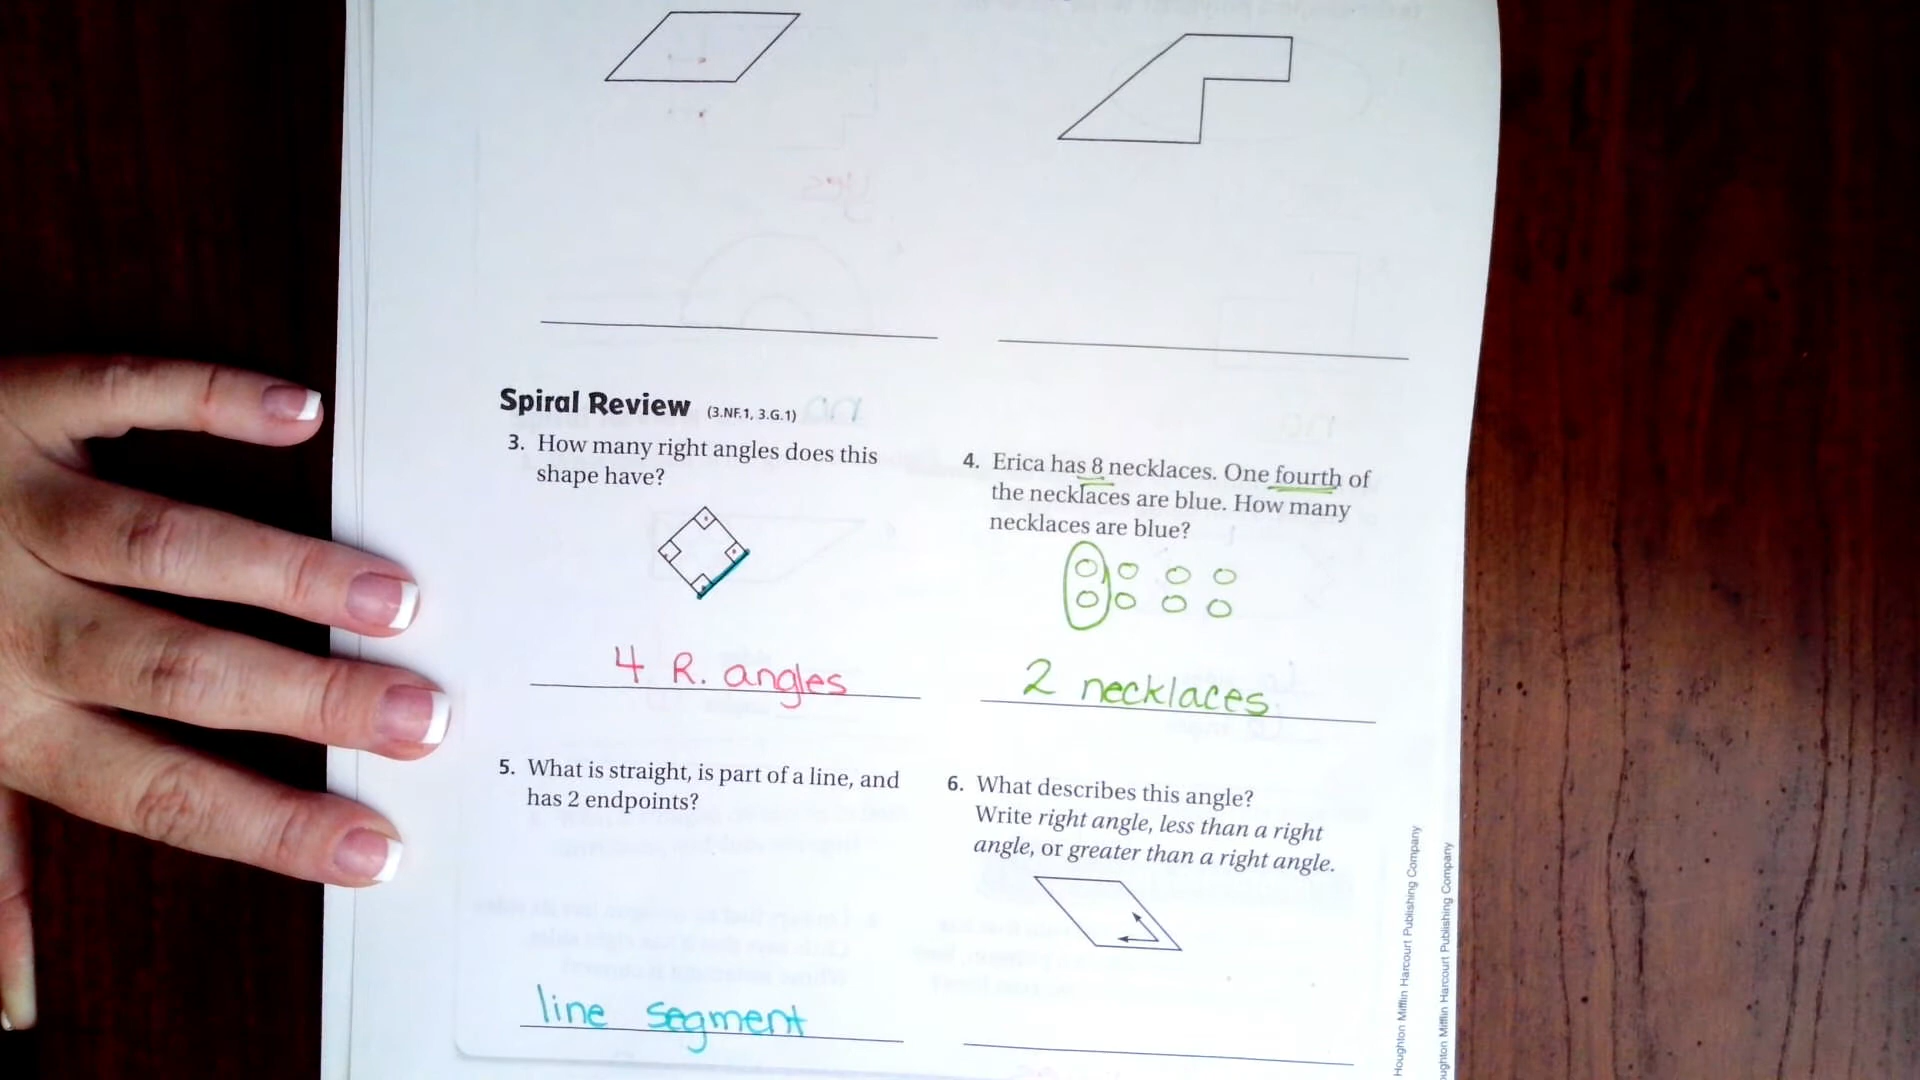 Spiral Review (3.NF.1, 3.G.1)
3. How many right angles does this
shape have?
4 R. angles
4. Erica has 8 necklaces. One fourth of
the necklaces are blue. How many
necklaces are blue?
2 necklaces.
5. What is straight, is part of a line, and
has 2 endpoints?
line segment
6. What describes this angle?
Write right angle, less than a right
angle, or greater than a right angle.
Houghton Mifflin Harcourt Publishing Company
Houghton Mifflin Harcourt Publishing Company